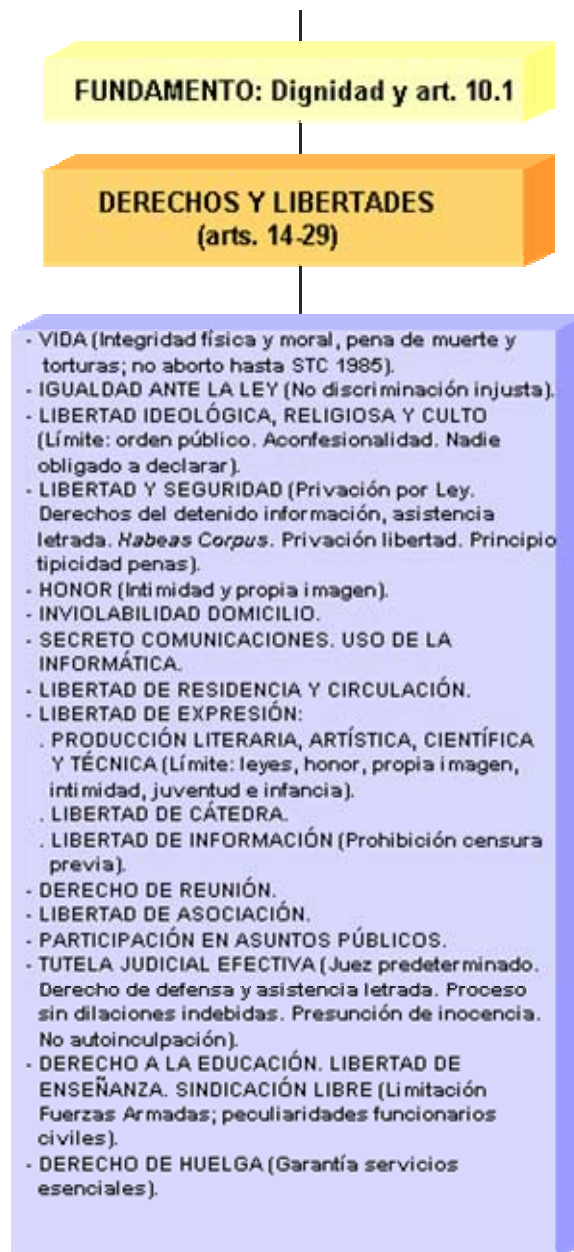 FUNDAMENTO: Dignidad y art. 10.1
DERECHOS Y LIBERTADES
(arts. 14-29)
- VIDA (Integridad física y moral, pena de muerte y
torturas; no aborto hasta STC 1985).
- IGUALDAD ANTE LA LEY (No discriminación injusta).
- LIBERTAD IDEOLÓGICA, RELIGIOSA Y CULTO
(Límite: orden público. Aconfesionalidad. Nadie
obligado a declarar).
- LIBERTAD Y SEGURIDAD (Privación por Ley.
Derechos del detenido información, asistencia
letrada. Habeas Corpus. Privación libertad. Principio
tipicidad penas).
- HONOR (Intimidad y propia imagen).
- INVIOLABILIDAD DOMICILIO.
- SECRETO COMUNICACIONES. USO DE LA
INFORMÁTICA.
- LIBERTAD DE RESIDENCIA Y CIRCULACIÓN.
- LIBERTAD DE EXPRESIÓN:
. PRODUCCIÓN LITERARIA, ARTÍSTICA, CIENTÍFICA
Y TÉCNICA (Límite: leyes, honor, propia imagen,
intimidad, juventud e infancia).
. LIBERTAD DE CÁTEDRA.
. LIBERTAD DE INFORMACIÓN (Prohibición censura
previa).
- DERECHO DE REUNIÓN.
- LIBERTAD DE ASOCIACIÓN.
- PARTICIPACIÓN EN ASUNTOS PÚBLICOS.
- TUTELA JUDICIAL EFECTIVA (Juez predeterminado.
Derecho de defensa y asistencia letrada. Proceso
sin dilaciones indebidas. Presunción de inocencia.
No autoinculpación).
- DERECHO A LA EDUCACIÓN. LIBERTAD DE
ENSEÑANZA. SINDICACIÓN LIBRE (Limitación
Fuerzas Armadas; peculiaridades funcionarios
civiles).
- DERECHO DE HUELGA (Garantía servicios
esenciales).